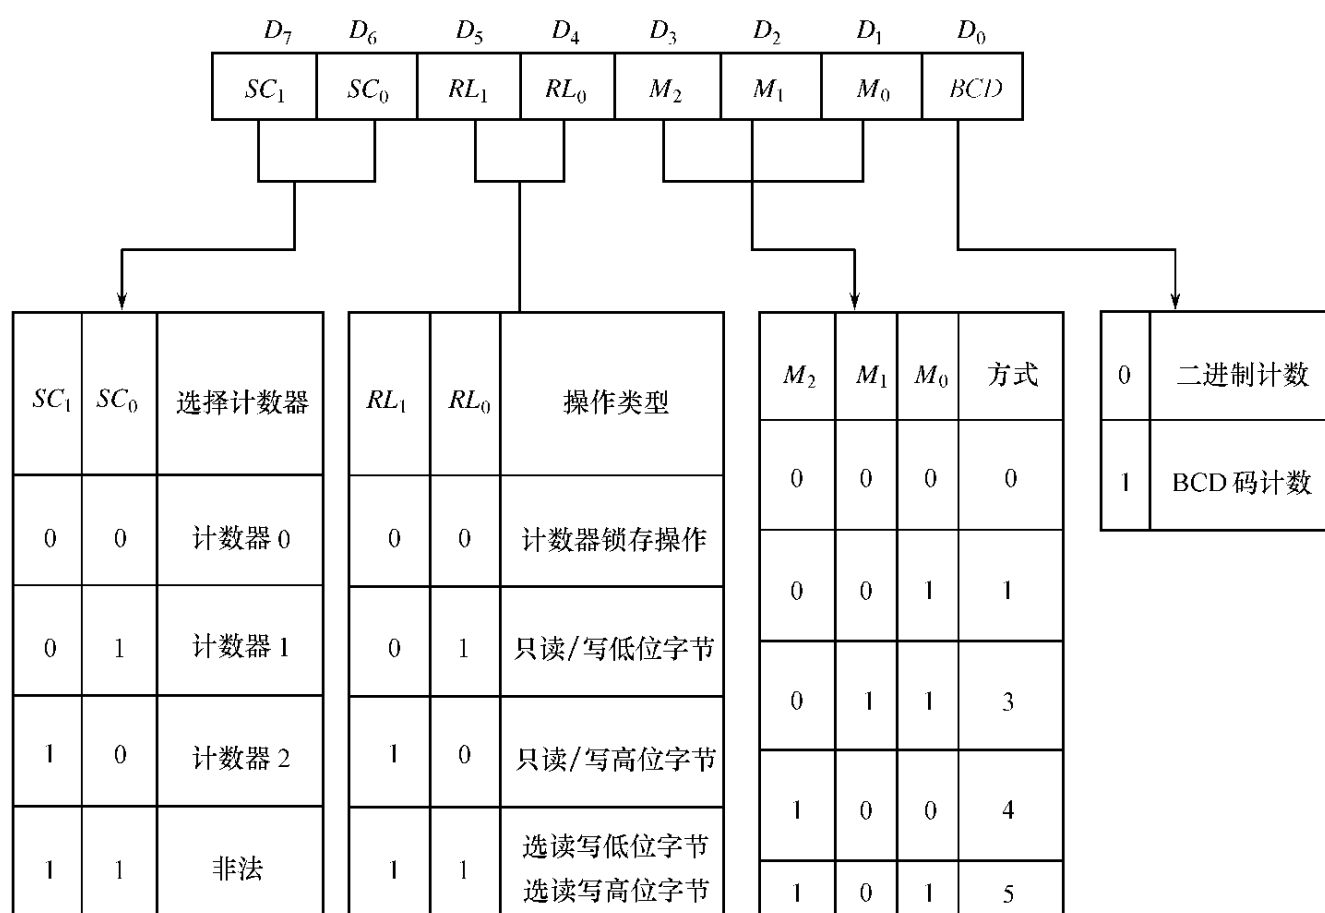 D₇ D₆ D₅ D₄ D₃ D₂ D₁ D₀
SC₁ SC₀ RL₁ RL₀ M₂ M₁ M₀ BCD
SC₁ SC₀ 选择计数器
0 0 计数器 0
0 1 计数器 1
1 0 计数器 2
1 1 非法
RL₁ RL₀ 操作类型
0 0 计数器锁存操作
0 1 只读/写低位字节
1 0 只读/写高位字节
1 1 选读写低位字节
选读写高位字节
M₂ M₁ M₀ 方式
0 0 0 0
0 0 1 1
0 1 1 3
1 0 0 4
1 0 1 5
0 二进制计数
1 BCD 码计数